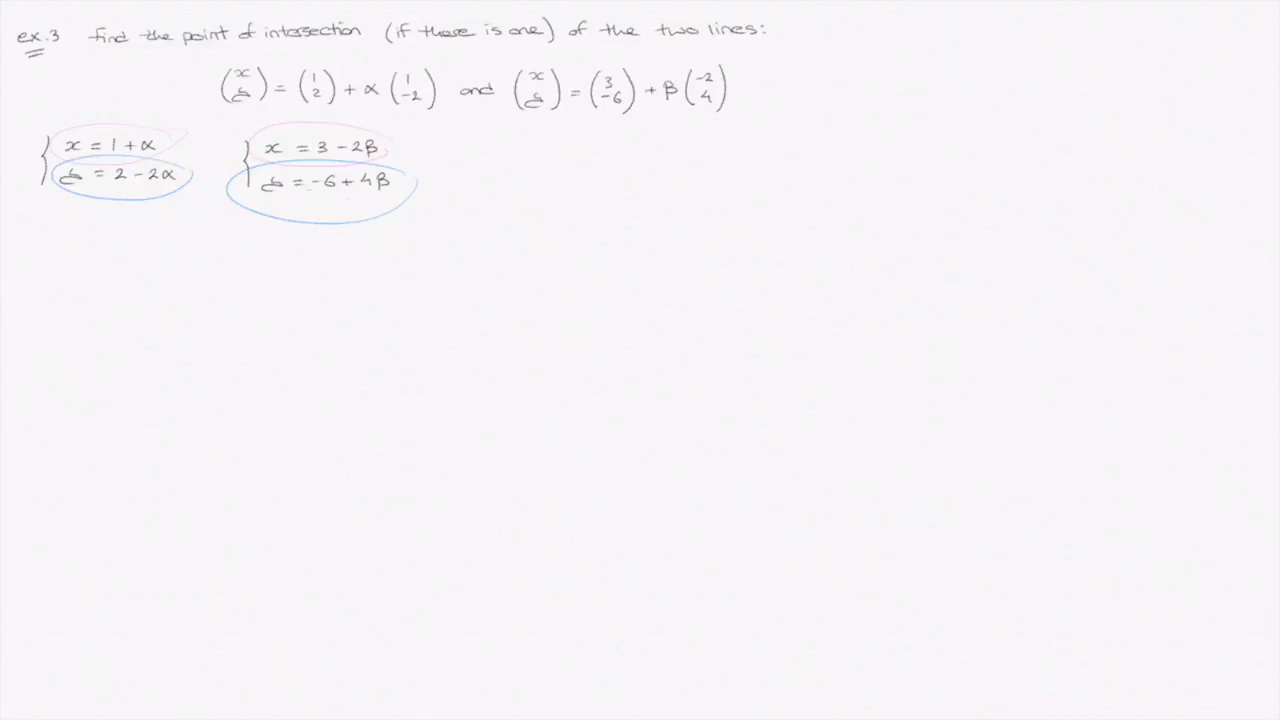 ex.3 Find the point of intersection (if there is one) of the two lines:
(x y) = (1 2) + α (1 -2) and (x y) = (3 -6) + β (-2 4)
{ x = 1 + α { x = 3 - 2β
y = 2 - 2α y = -6 + 4β